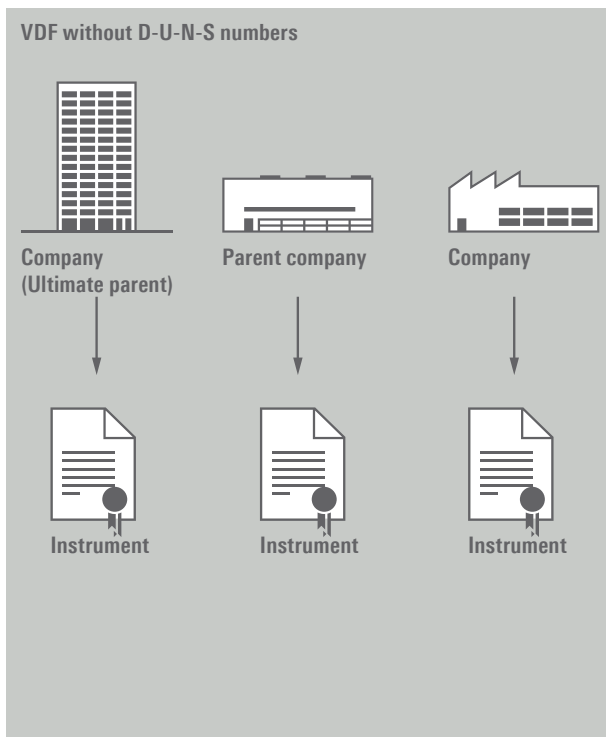 VDF without D-U-N-S numbers
Company
(Ultimate parent)
Parent company
Company
Instrument
Instrument
Instrument